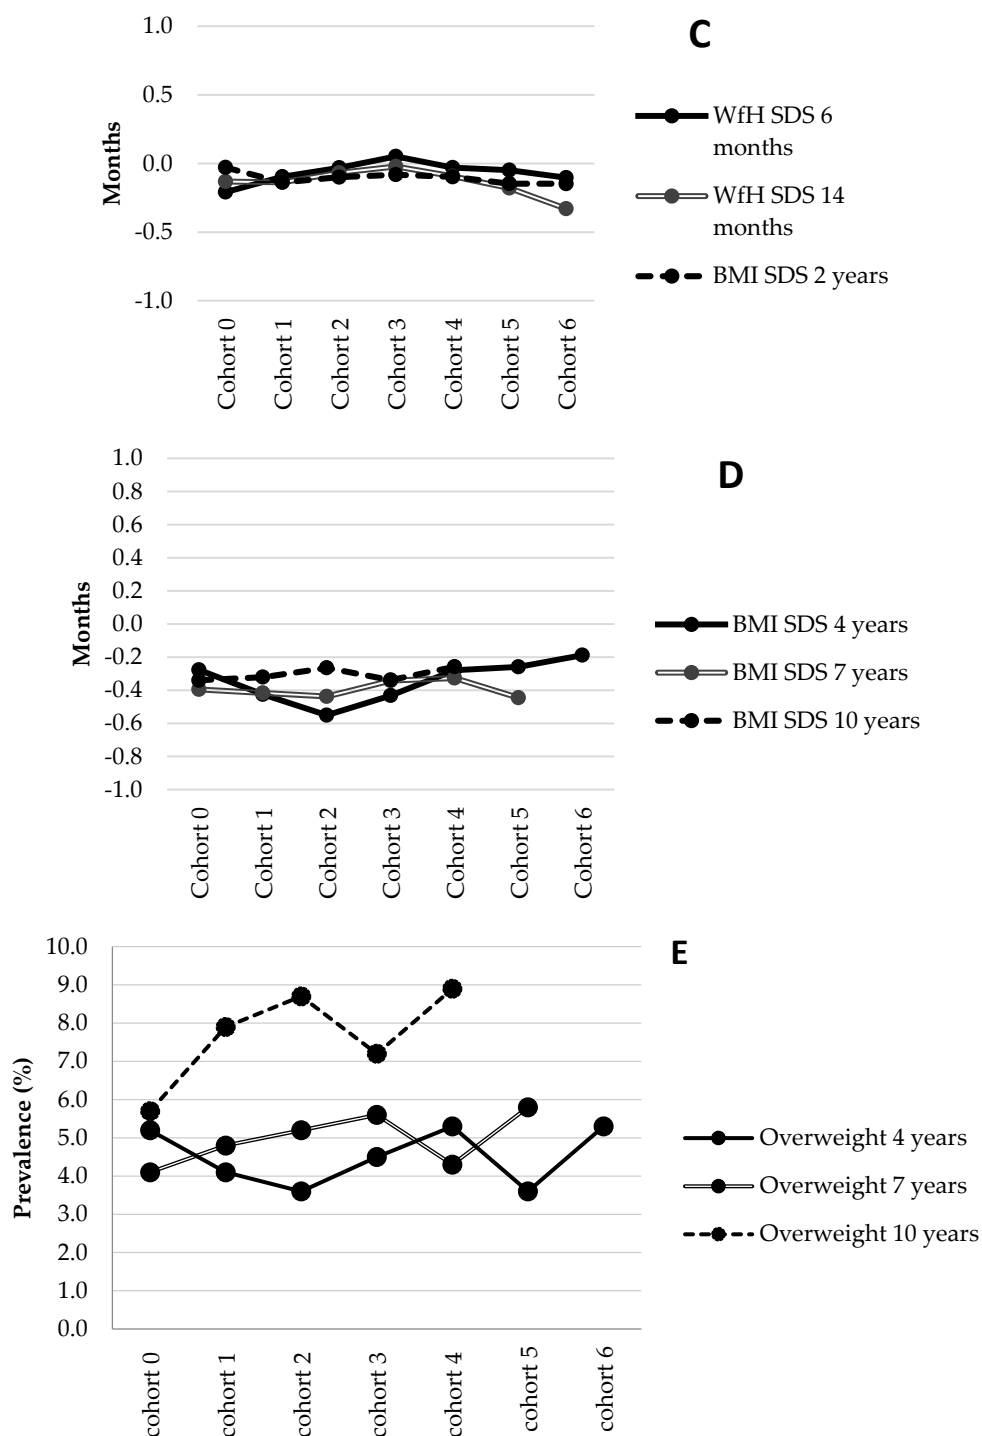 C
1.0
0.5
0.0
-0.5
-1.0
Months
Cohort 0
Cohort 1
Cohort 2
Cohort 3
Cohort 4
Cohort 5
Cohort 6
WfH SDS 6
months
WfH SDS 14
months
BMI SDS 2 years
D
1.0
0.8
0.6
0.4
0.2
0.0
-0.2
-0.4
-0.6
-0.8
-1.0
Months
Cohort 0
Cohort 1
Cohort 2
Cohort 3
Cohort 4
Cohort 5
Cohort 6
BMI SDS 4 years
BMI SDS 7 years
BMI SDS 10 years
E
10.0
9.0
8.0
7.0
6.0
5.0
4.0
3.0
2.0
1.0
0.0
Prevalence (%)
cohort 0
cohort 1
cohort 2
cohort 3
cohort 4
cohort 5
cohort 6
Overweight 4 years
Overweight 7 years
Overweight 10 years